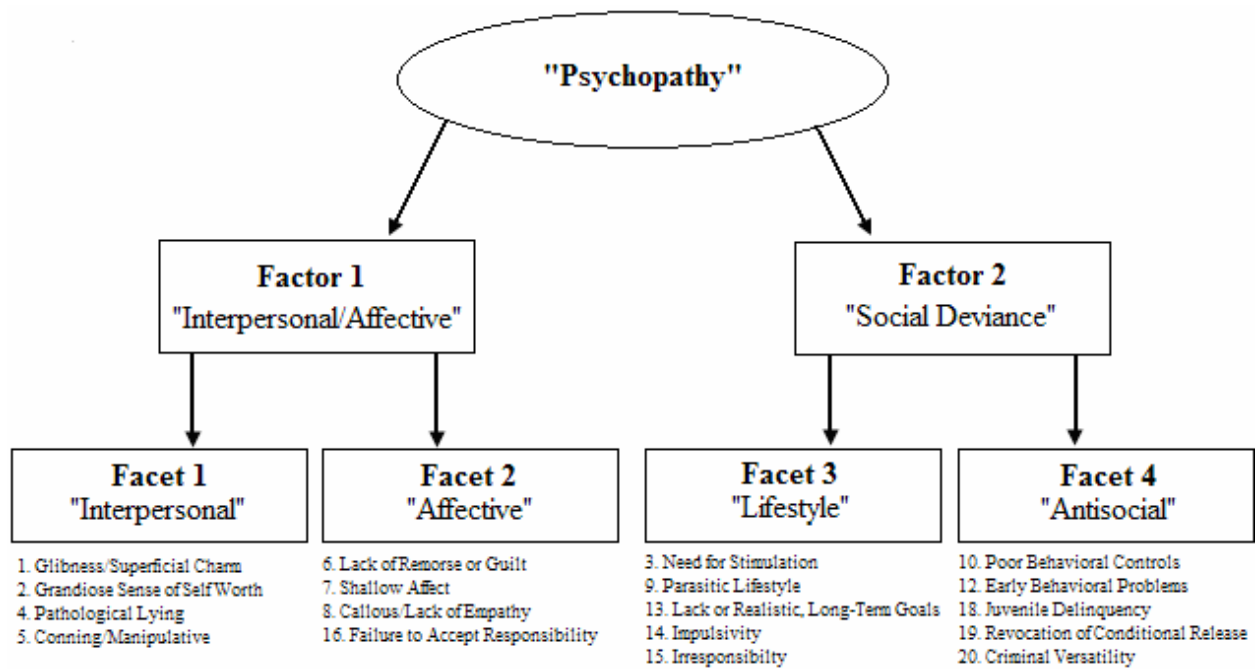 "Psychopathy"
Factor 1
"Interpersonal/Affective"
Factor 2
"Social Deviance"
Facet 1
"Interpersonal"
1. Glibness/Superficial Charm
2. Grandiose Sense of Self Worth
4. Pathological Lying
5. Conning/Manipulative
Facet 2
"Affective"
6. Lack of Remorse or Guilt
7. Shallow Affect
8. Callous/Lack of Empathy
16. Failure to Accept Responsibility
Facet 3
"Lifestyle"
3. Need for Stimulation
9. Parasitic Lifestyle
13. Lack or Realistic, Long-Term Goals
14. Impulsivity
15. Irresponsibilty
Facet 4
"Antisocial"
10. Poor Behavioral Controls
12. Early Behavioral Problems
18. Juvenile Delinquency
19. Revocation of Conditional Release
20. Criminal Versatility